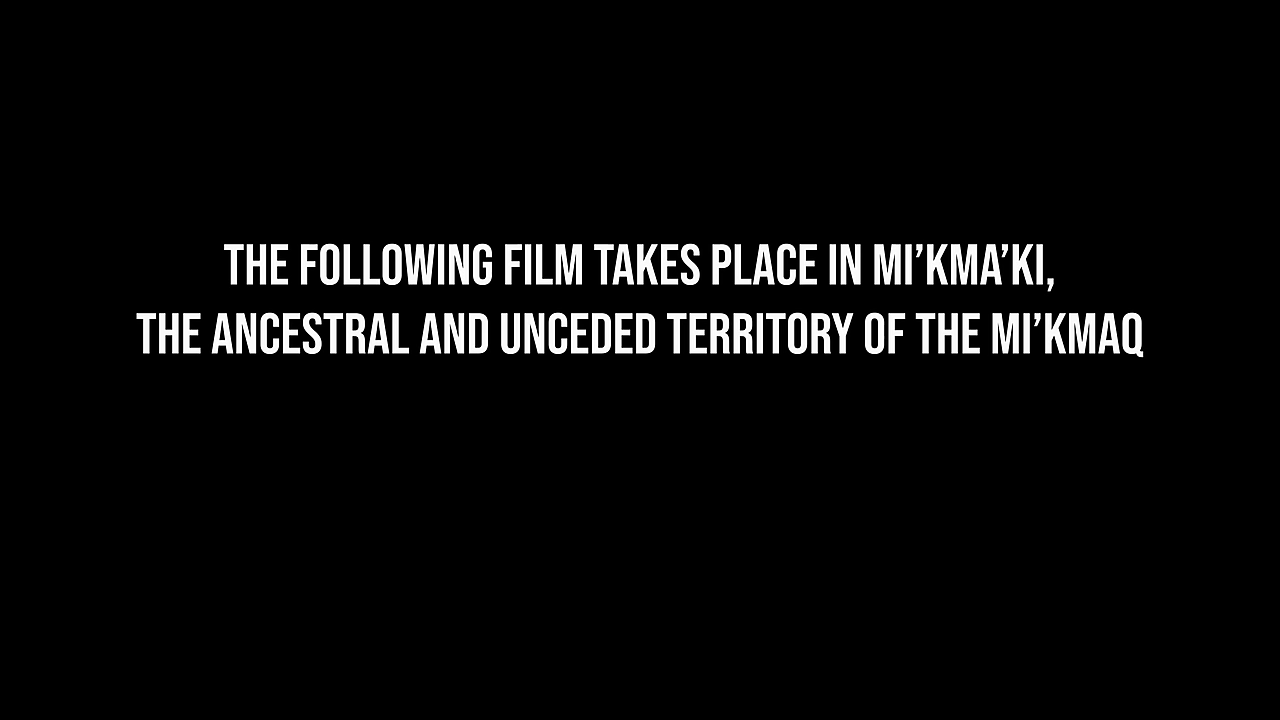 THE FOLLOWING FILM TAKES PLACE IN MI’KMA’KI,
THE ANCESTRAL AND UNCEDED TERRITORY OF THE MI’KMAQ